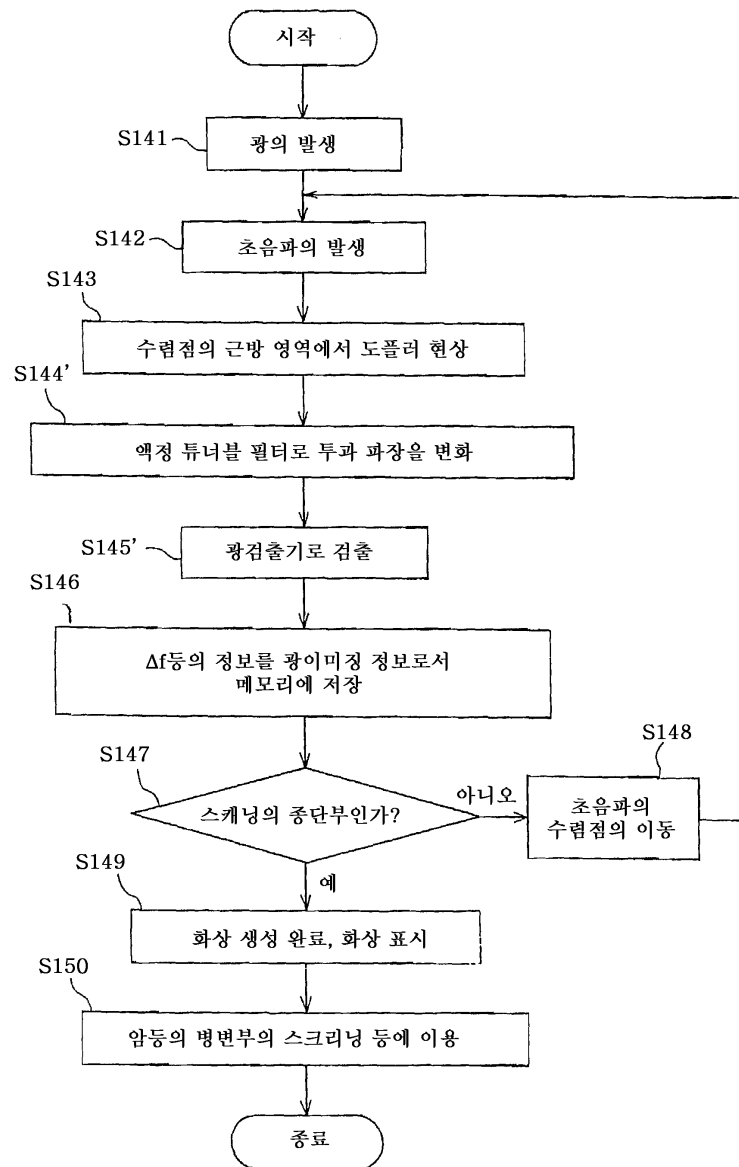 시작
S141
광의 발생
S142
초음파의 발생
S143
수렴점의 근방 영역에서 도플러 현상
S144'
액정 튜너블 필터로 투과 파장을 변화
S145'
광검출기로 검출
S146
Δf등의 정보를 광이미징 정보로서
메모리에 저장
S147
스캐닝의 종단부인가?
아니오
S148
초음파의
수렴점의 이동
예
S149
화상 생성 완료, 화상 표시
S150
암등의 병변부의 스크리닝 등에 이용
종료